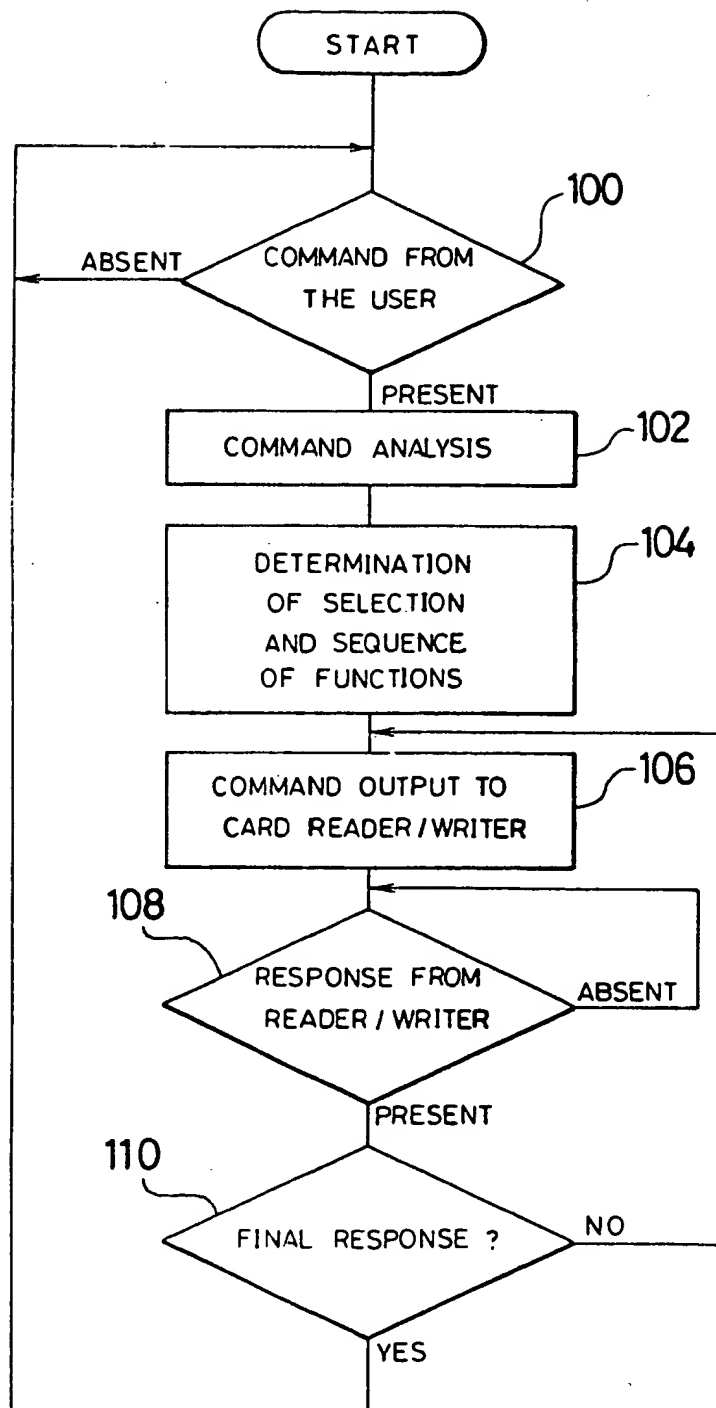 START
100
ABSENT
COMMAND FROM
THE USER
PRESENT
102
COMMAND ANALYSIS
104
DETERMINATION
OF SELECTION
AND SEQUENCE
OF FUNCTIONS
106
COMMAND OUTPUT TO
CARD READER/WRITER
108
RESPONSE FROM
READER/WRITER
ABSENT
PRESENT
110
FINAL RESPONSE ?
NO
YES